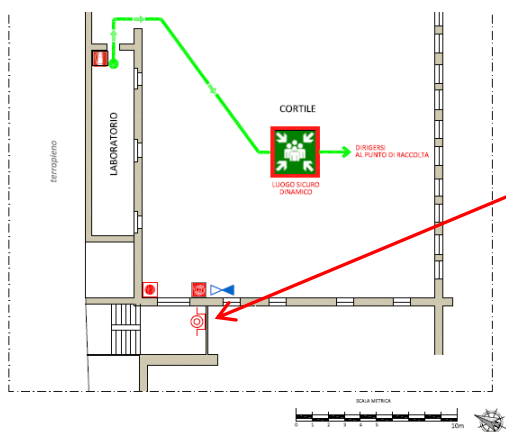 CORTILE
DIRIGERSI
AL PUNTO DI RACCOLTA
LUOGO SICURO
DINAMICO
LABORATORIO
terrapieno
SCALA METRICA
0 1 2 3 4 5 10m